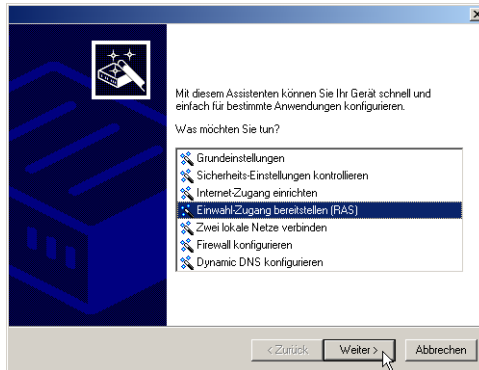 Mit diesem Assistenten können Sie Ihr Gerät schnell und
einfach für bestimmte Anwendungen konfigurieren.
Was möchten Sie tun?
Grundeinstellungen
Sicherheits-Einstellungen kontrollieren
Internet-Zugang einrichten
Einwahl-Zugang bereitstellen (RAS)
Zwei lokale Netze verbinden
Firewall konfigurieren
Dynamic DNS konfigurieren
< Zurück
Weiter >
Abbrechen